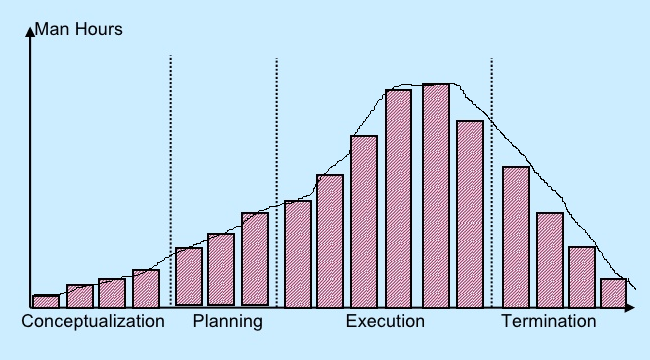 Man Hours
Conceptualization Planning Execution Termination